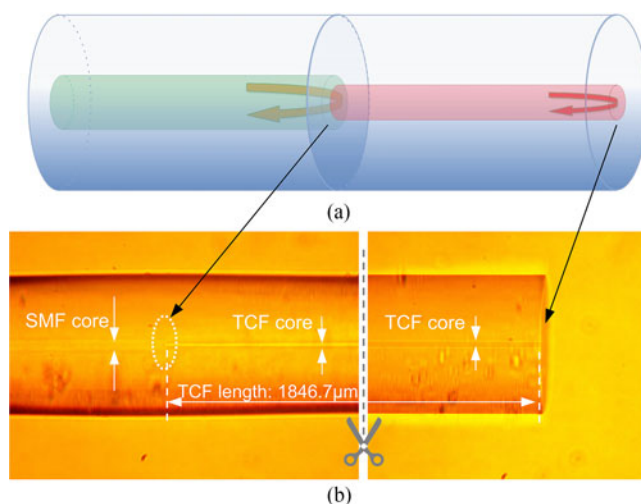 (a)
SMF core
TCF core
TCF core
TCF length: 1846.7μm
(b)